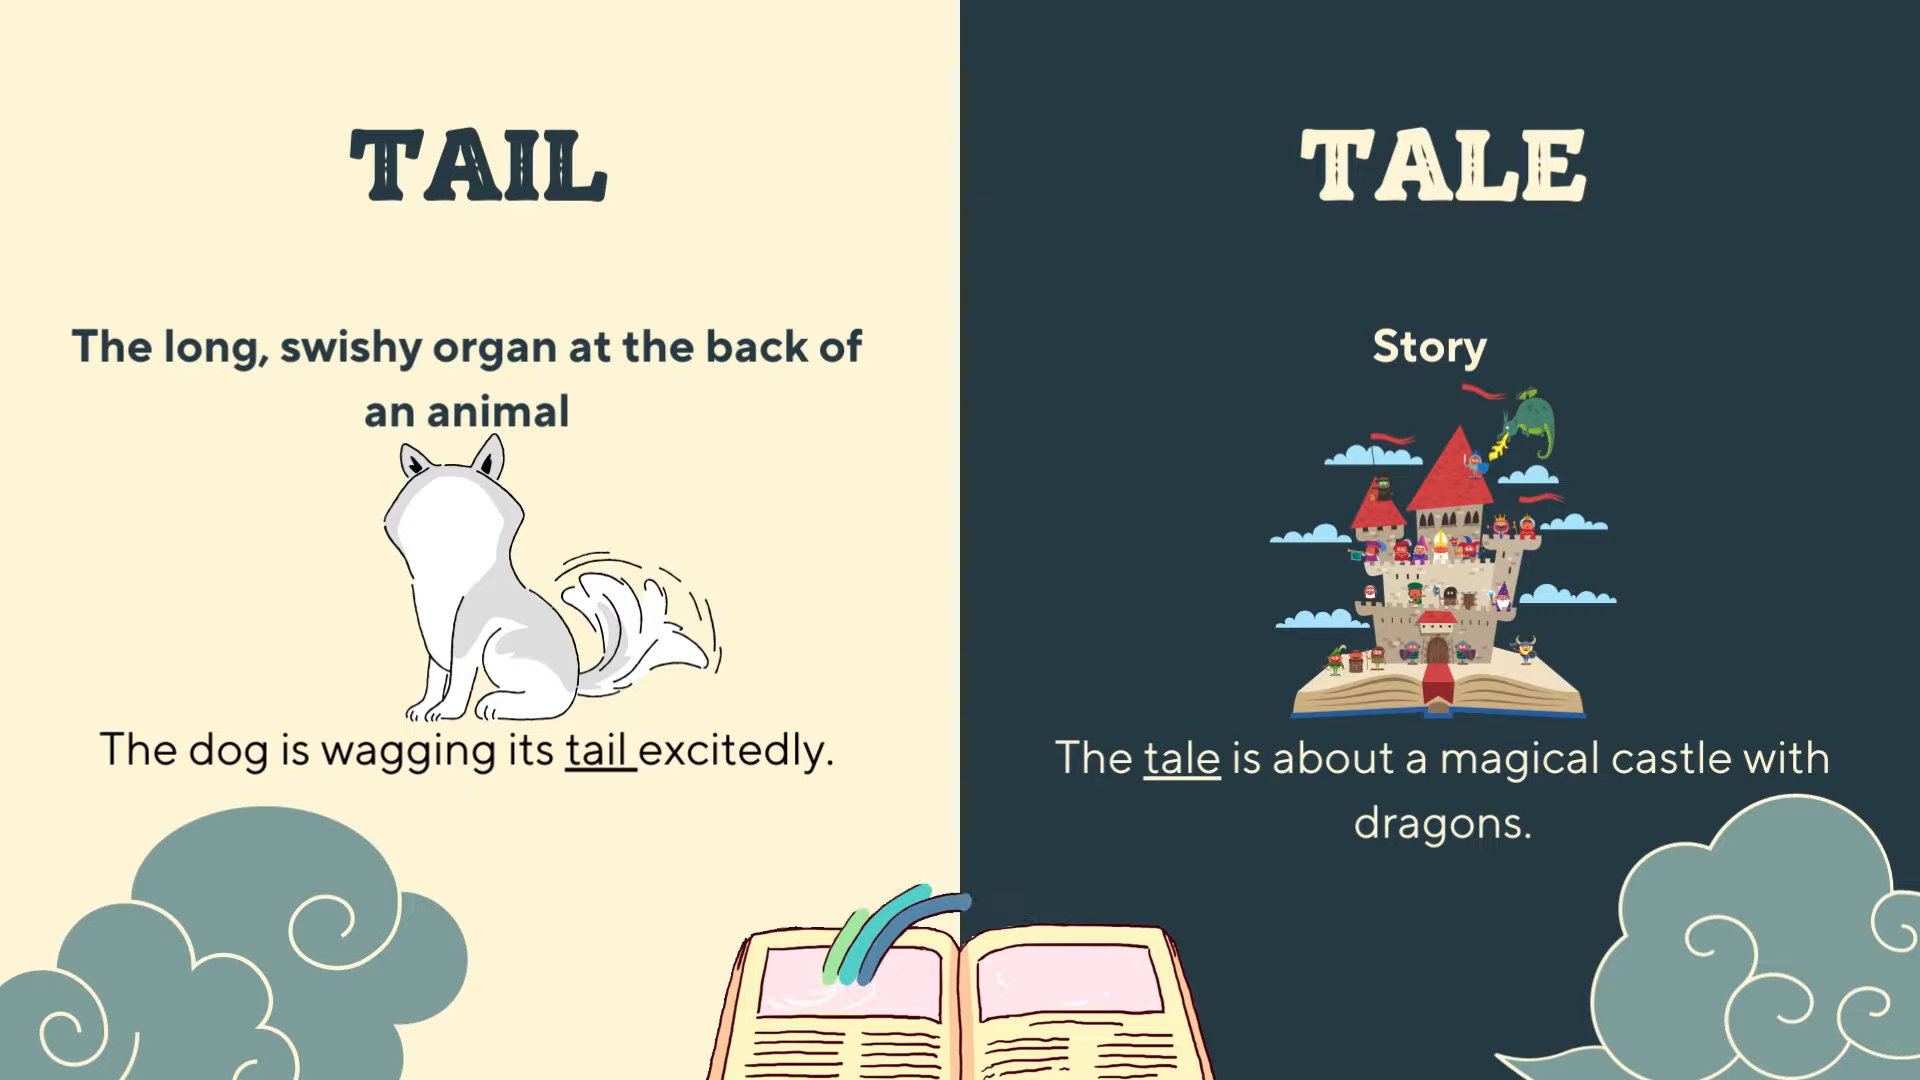 TAIL
The long, swishy organ at the back of
an animal
The dog is wagging its tail excitedly.
TALE
Story
The tale is about a magical castle with
dragons.